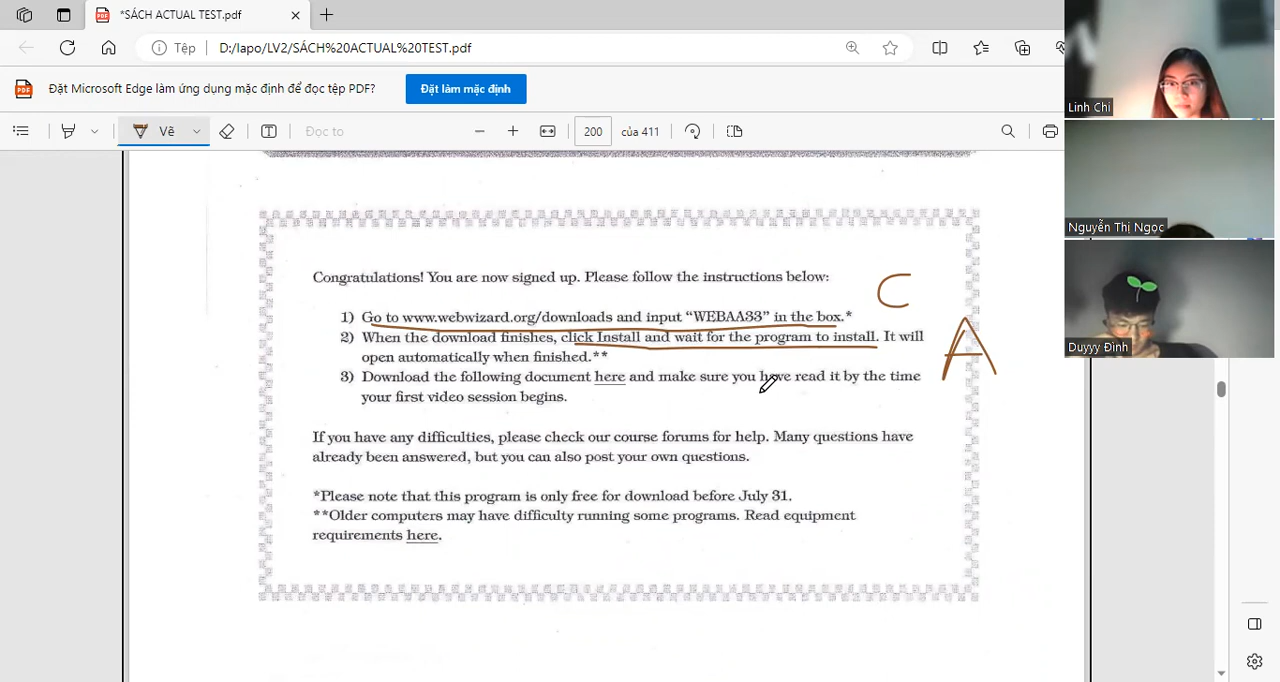 *SÁCH ACTUAL TEST.pdf
Tệp
D:/lapo/LV2/SÁCH%20ACTUAL%20TEST.pdf
Đặt Microsoft Edge làm ứng dụng mặc định để đọc tệp PDF?
Đặt làm mặc định
Vẽ
Đọc to
200
của 411
Linh Chi
Nguyễn Thị Ngọc
Duyyy Đình
Congratulations! You are now signed up. Please follow the instructions below:
C
1) Go to www.webwizard.org/downloads and input “WEBAA33” in the box.*
2) When the download finishes, click Install and wait for the program to install. It will
open automatically when finished.**
A
3) Download the following document here and make sure you have read it by the time
your first video session begins.
If you have any difficulties, please check our course forums for help. Many questions have
already been answered, but you can also post your own questions.
*Please note that this program is only free for download before July 31.
**Older computers may have difficulty running some programs. Read equipment
requirements here.